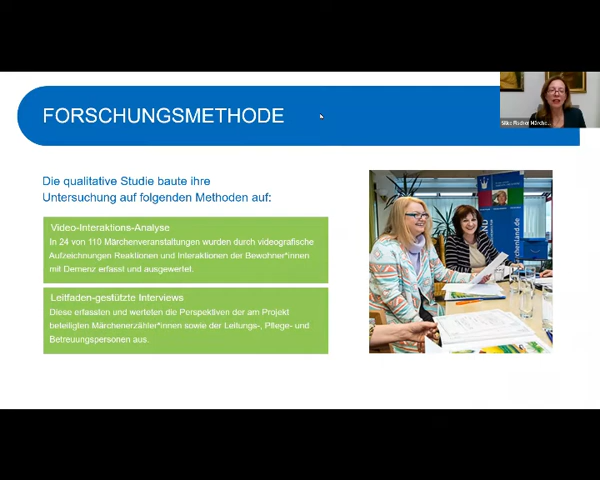 FORSCHUNGSMETHODE
Die qualitative Studie baute ihre
Untersuchung auf folgenden Methoden auf:
Video-Interaktions-Analyse
In 24 von 110 Märchenveranstaltungen wurden durch videografische
Aufzeichnungen Reaktionen und Interaktionen der Bewohner*innen
mit Demenz erfasst und ausgewertet.
Leitfaden-gestützte Interviews
Diese erfassten und werteten die Perspektiven der am Projekt
beteiligten Märchenerzähler*innen sowie der Leitungs-, Pflege- und
Betreuungspersonen aus.
chenland.de